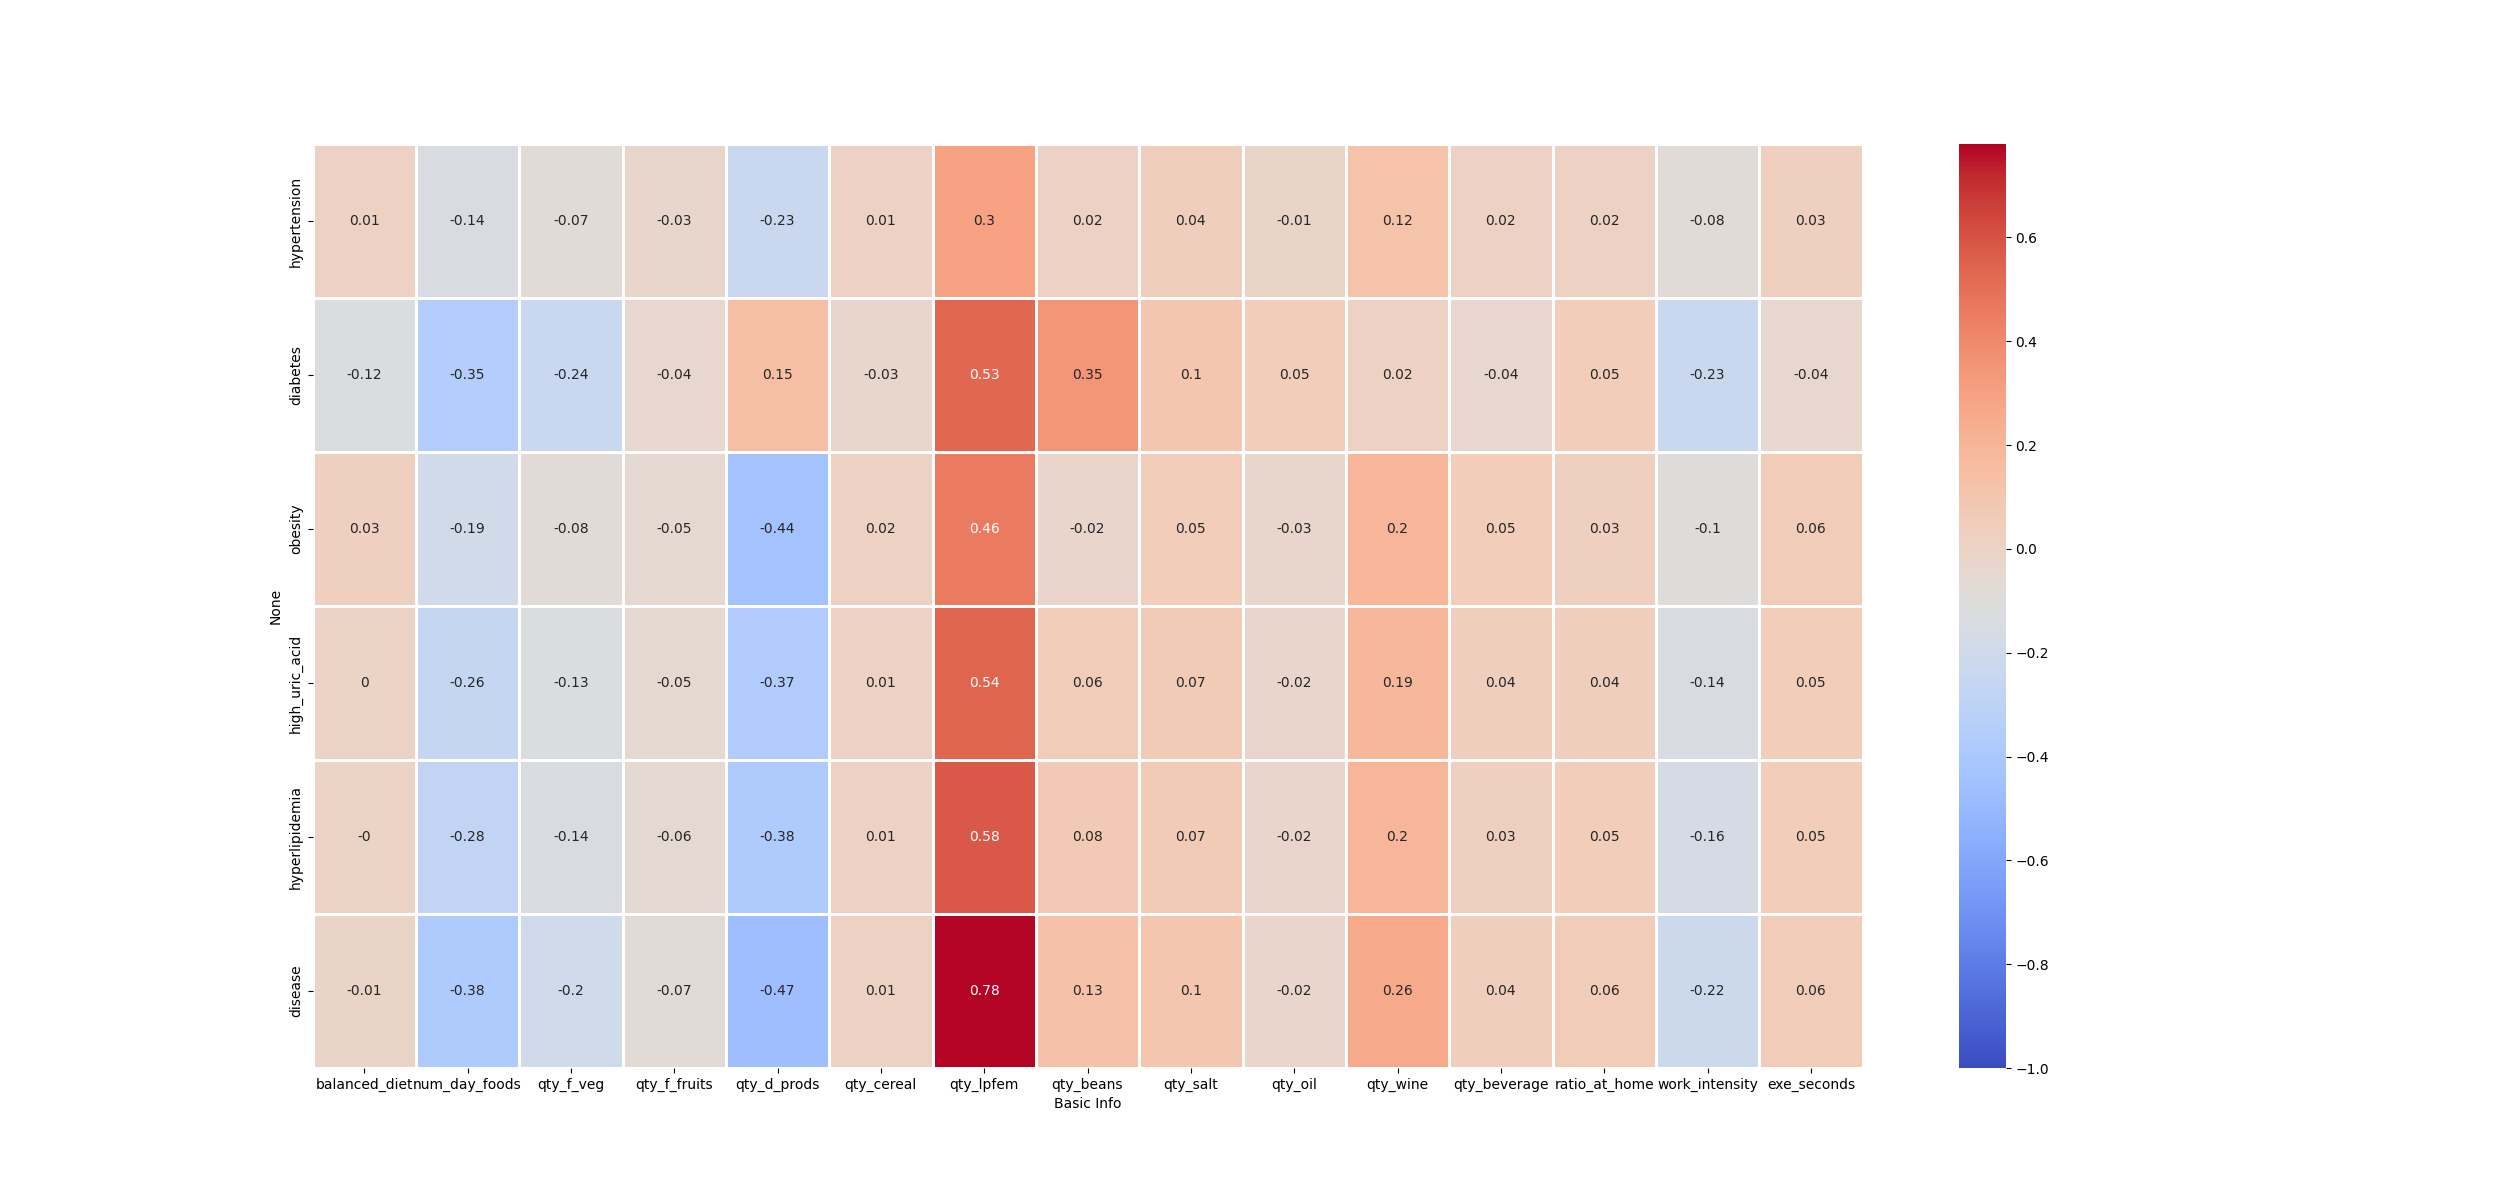 hypertension
0.01 -0.14 -0.07 -0.03 -0.23 0.01 0.3 0.02 0.04 -0.01 0.12 0.02 0.02 -0.08 0.03
diabetes
-0.12 -0.35 -0.24 -0.04 0.15 -0.03 0.53 0.35 0.1 0.05 0.02 -0.04 0.05 -0.23 -0.04
obesity
0.03 -0.19 -0.08 -0.05 -0.44 0.02 0.46 -0.02 0.05 -0.03 0.2 0.05 0.03 -0.1 0.06
None
high_uric_acid
0 -0.26 -0.13 -0.05 -0.37 0.01 0.54 0.06 0.07 -0.02 0.19 0.04 0.04 -0.14 0.05
hyperlipidemia
-0 -0.28 -0.14 -0.06 -0.38 0.01 0.58 0.08 0.07 -0.02 0.2 0.03 0.05 -0.16 0.05
disease
-0.01 -0.38 -0.2 -0.07 -0.47 0.01 0.78 0.13 0.1 -0.02 0.26 0.04 0.06 -0.22 0.06
balanced_diet num_day_foods qty_f_veg qty_f_fruits qty_d_prods qty_cereal qty_lpfem qty_beans qty_salt qty_oil qty_wine qty_beverage ratio_at_home work_intensity exe_seconds
Basic Info
0.6
0.4
0.2
0.0
−0.2
−0.4
−0.6
−0.8
−1.0